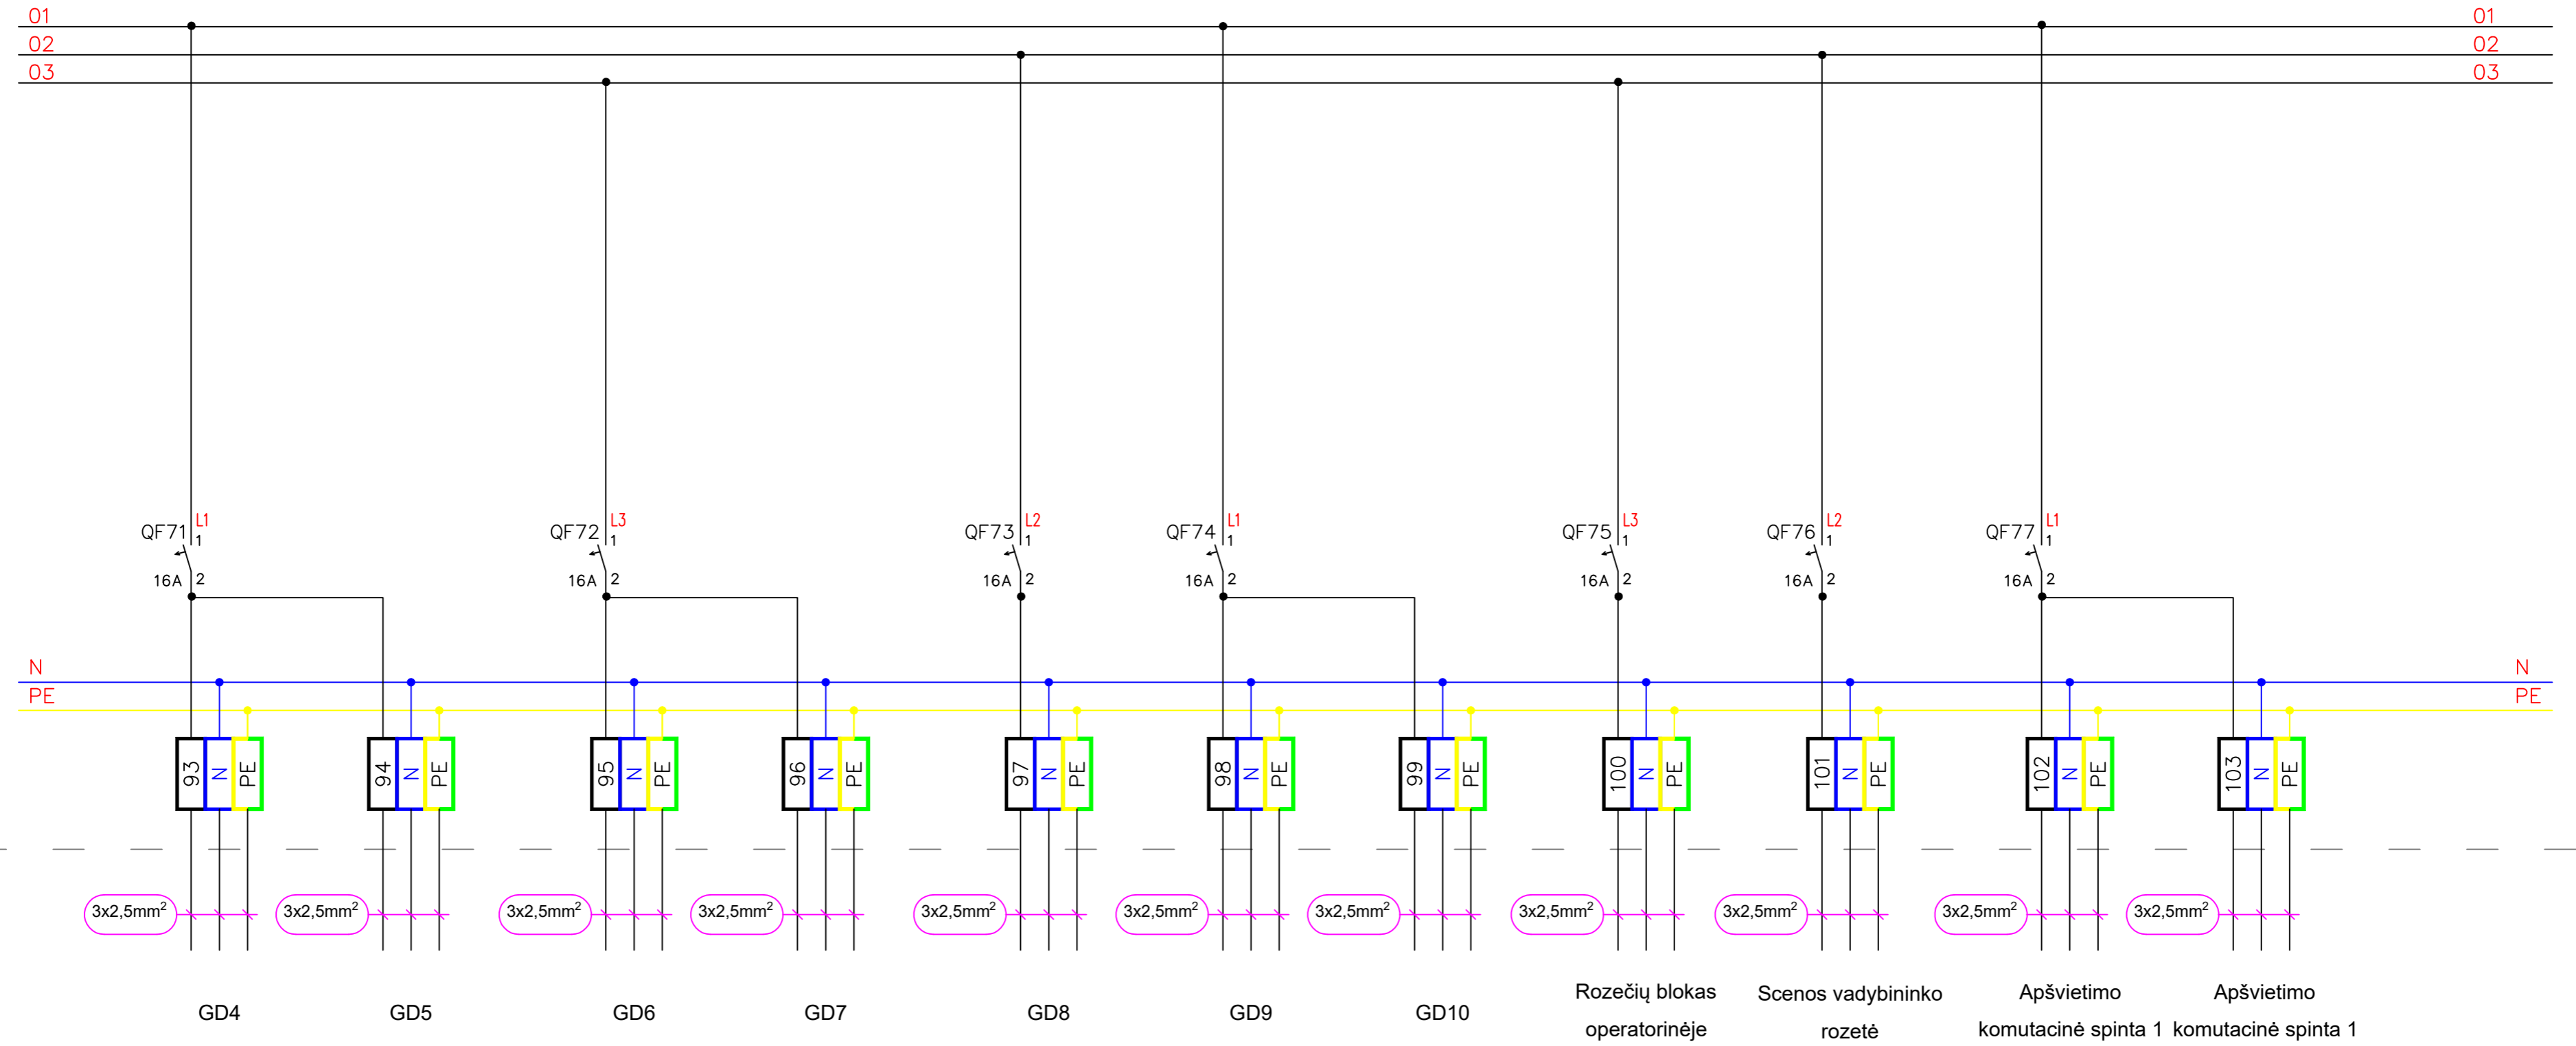 01 01
02 02
03 03
L1 L3 L2 L1 L3 L2 L1
QF71 1 QF72 1 QF73 1 QF74 1 QF75 1 QF76 1 QF77 1
16A 2 16A 2 16A 2 16A 2 16A 2 16A 2 16A 2
N N
PE PE
93 N PE 94 N PE 95 N PE 96 N PE 97 N PE 98 N PE 99 N PE 100 N PE 101 N PE 102 N PE 103 N PE
3x2,5mm² 3x2,5mm² 3x2,5mm² 3x2,5mm² 3x2,5mm² 3x2,5mm² 3x2,5mm² 3x2,5mm² 3x2,5mm² 3x2,5mm² 3x2,5mm²
GD4 GD5 GD6 GD7 GD8 GD9 GD10
Rozečių blokas
operatorinėje
Scenos vadybininko
rozetė
Apšvietimo
komutacinė spinta 1
Apšvietimo
komutacinė spinta 1